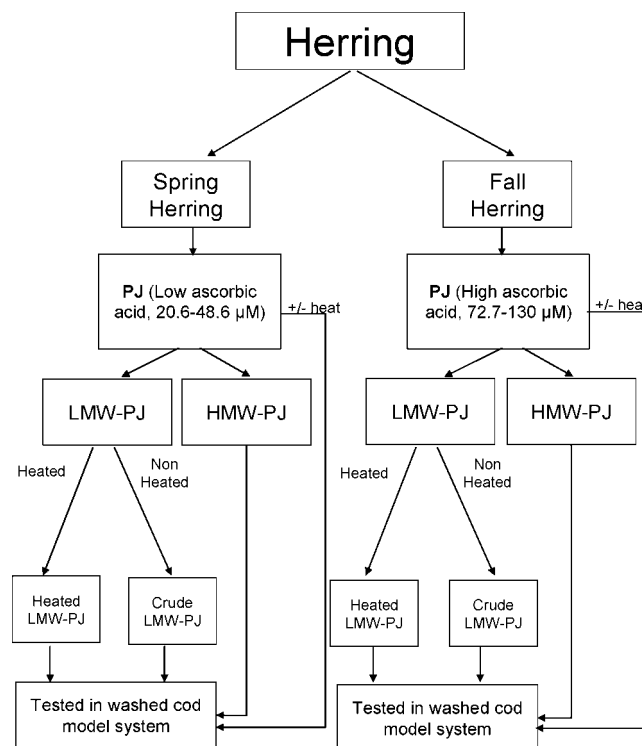 Herring
Spring
Herring
Fall
Herring
PJ (Low ascorbic
acid, 20.6-48.6 µM)
+/- heat
PJ (High ascorbic
acid, 72.7-130 µM)
+/- heat
LMW-PJ
HMW-PJ
LMW-PJ
HMW-PJ
Heated
Non
Heated
Heated
Non
Heated
Heated
LMW-PJ
Crude
LMW-PJ
Heated
LMW-PJ
Crude
LMW-PJ
Tested in washed cod
model system
Tested in washed cod
model system